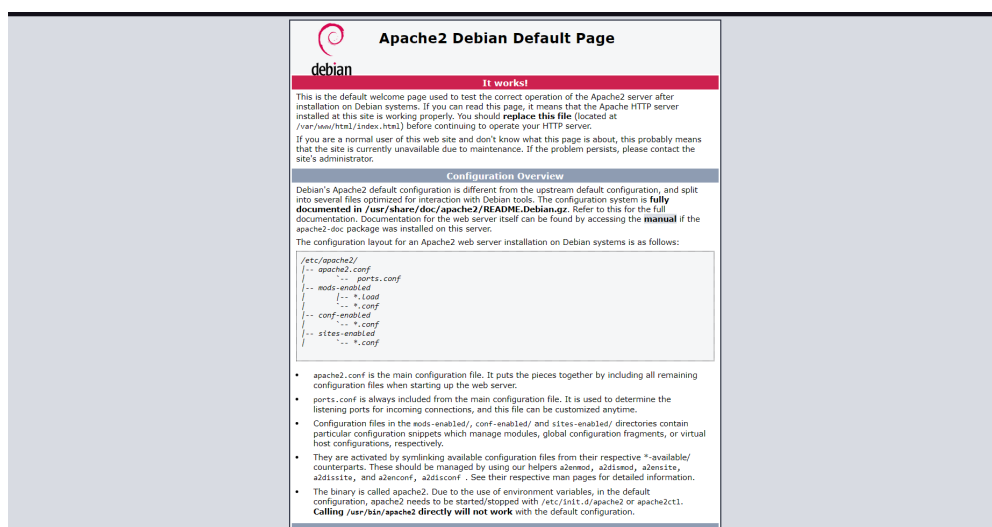 Apache2 Debian Default Page
debian
It works!
This is the default welcome page used to test the correct operation of the Apache2 server after
installation on Debian systems. If you can read this page, it means that the Apache HTTP server
installed at this site is working properly. You should replace this file (located at
/var/www/html/index.html) before continuing to operate your HTTP server.
If you are a normal user of this web site and don't know what this page is about, this probably means
that the site is currently unavailable due to maintenance. If the problem persists, please contact the
site's administrator.
Configuration Overview
Debian's Apache2 default configuration is different from the upstream default configuration, and split
into several files optimized for interaction with Debian tools. The configuration system is fully
documented in /usr/share/doc/apache2/README.Debian.gz. Refer to this for the full
documentation. Documentation for the web server itself can be found by accessing the manual if the
apache2-doc package was installed on this server.
The configuration layout for an Apache2 web server installation on Debian systems is as follows:
/etc/apache2/
|-- apache2.conf
|       `--  ports.conf
|-- mods-enabled
|       |-- *.load
|       `-- *.conf
|-- conf-enabled
|       `-- *.conf
|-- sites-enabled
|       `-- *.conf
• apache2.conf is the main configuration file. It puts the pieces together by including all remaining
configuration files when starting up the web server.
• ports.conf is always included from the main configuration file. It is used to determine the
listening ports for incoming connections, and this file can be customized anytime.
• Configuration files in the mods-enabled/, conf-enabled/ and sites-enabled/ directories contain
particular configuration snippets which manage modules, global configuration fragments, or virtual
host configurations, respectively.
• They are activated by symlinking available configuration files from their respective *-available/
counterparts. These should be managed by using our helpers a2enmod, a2dismod, a2ensite,
a2dissite, and a2enconf, a2disconf . See their respective man pages for detailed information.
• The binary is called apache2. Due to the use of environment variables, in the default
configuration, apache2 needs to be started/stopped with /etc/init.d/apache2 or apache2ctl.
Calling /usr/bin/apache2 directly will not work with the default configuration.